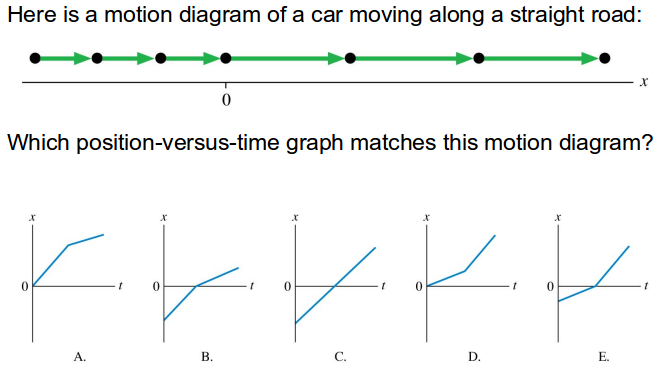 Here is a motion diagram of a car moving along a straight road:
x
0
Which position-versus-time graph matches this motion diagram?
x x x x x
0 t 0 t 0 t 0 t 0 t
A. B. C. D. E.